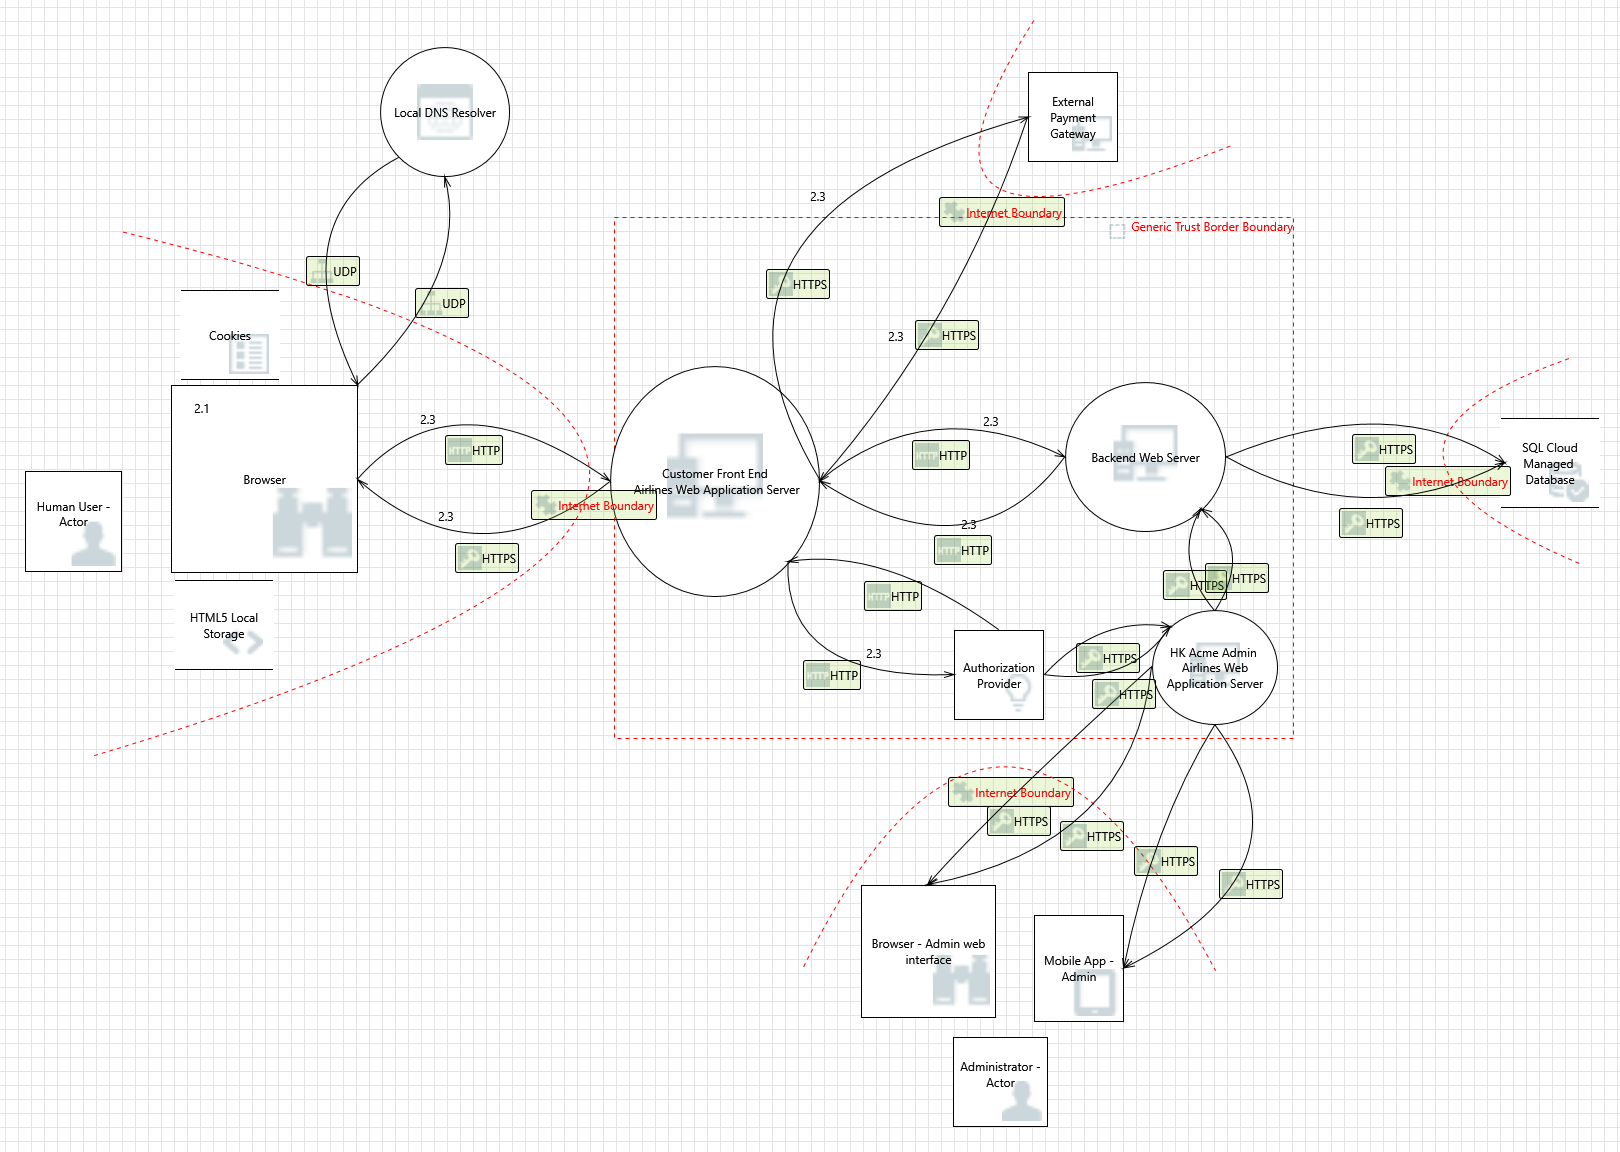 Local DNS Resolver
External
Payment
Gateway
2.3
Internet Boundary
Generic Trust Border Boundary
UDP
HTTPS
UDP
2.3
HTTPS
Cookies
2.1
2.3
HTTP
2.3
HTTP
HTTPS
SQL Cloud
Managed
Database
Browser
Customer Front End
Airlines Web Application Server
Backend Web Server
Internet Boundary
Human User -
Actor
2.3
Internet Boundary
2.3
HTTPS
HTTPS
HTTP
HTTPS
HTTPS
HTTP
HTML5 Local
Storage
2.3
HTTP
Authorization
Provider
HTTPS
HTTPS
HK Acme Admin
Airlines Web
Application Server
Internet Boundary
HTTPS
HTTPS
HTTPS
HTTPS
Browser - Admin web
interface
Mobile App -
Admin
Administrator -
Actor